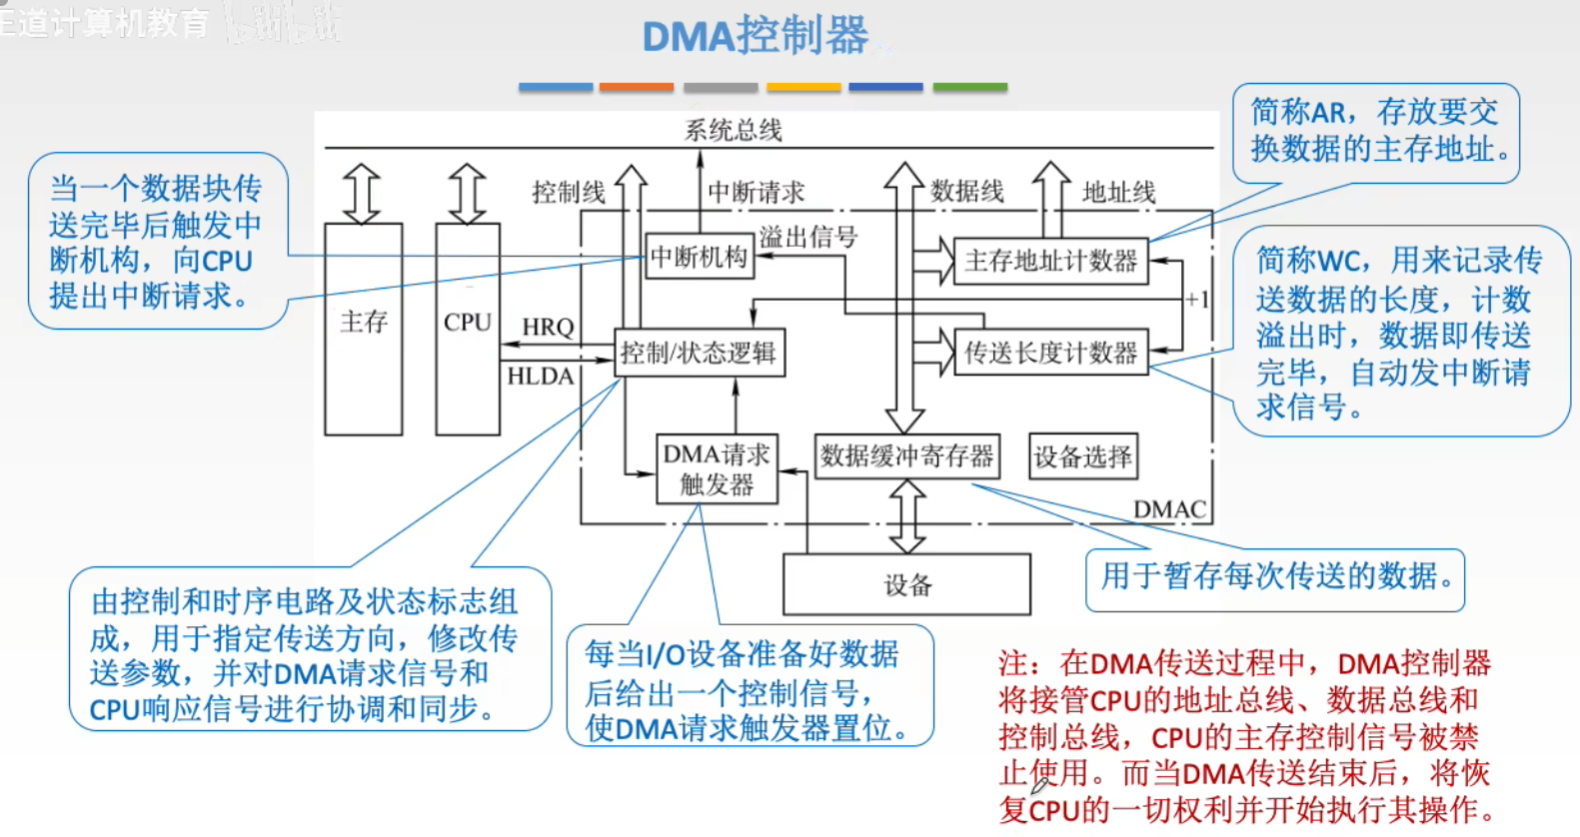 王道计算机教育 bilibili
DMA控制器
系统总线
控制线
中断请求
数据线
地址线
中断机构
溢出信号
主存地址计数器
+1
主存
CPU
HRQ
HLDA
控制/状态逻辑
传送长度计数器
DMA请求
触发器
数据缓冲寄存器
设备选择
DMAC
设备
当一个数据块传
送完毕后触发中
断机构，向CPU
提出中断请求。
简称AR，存放要交
换数据的主存地址。
简称WC，用来记录传
送数据的长度，计数
溢出时，数据即传送
完毕，自动发中断请
求信号。
由控制和时序电路及状态标志组
成，用于指定传送方向，修改传
送参数，并对DMA请求信号和
CPU响应信号进行协调和同步。
每当I/O设备准备好数据
后给出一个控制信号，
使DMA请求触发器置位。
用于暂存每次传送的数据。
注：在DMA传送过程中，DMA控制器
将接管CPU的地址总线、数据总线和
控制总线，CPU的主存控制信号被禁
止使用。而当DMA传送结束后，将恢
复CPU的一切权利并开始执行其操作。